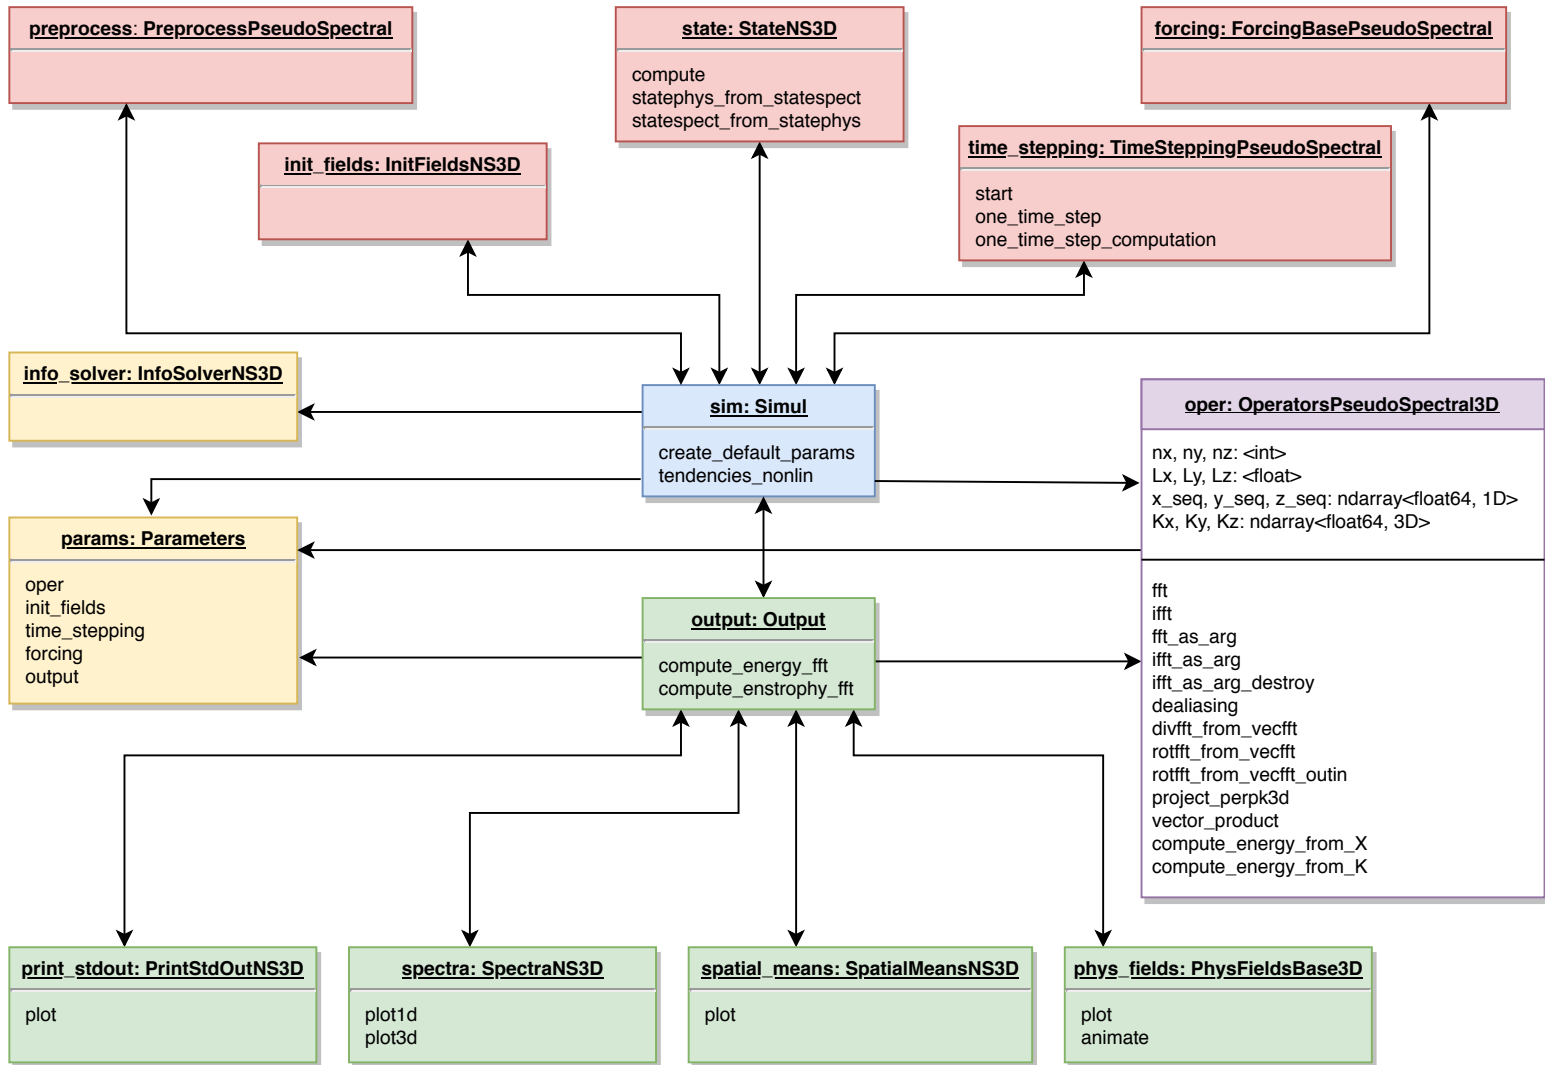 preprocess: PreprocessPseudoSpectral
state: StateNS3D
compute
statephys_from_statespect
statespect_from_statephys
forcing: ForcingBasePseudoSpectral
init_fields: InitFieldsNS3D
time_stepping: TimeSteppingPseudoSpectral
start
one_time_step
one_time_step_computation
info_solver: InfoSolverNS3D
sim: Simul
create_default_params
tendencies_nonlin
oper: OperatorsPseudoSpectral3D
nx, ny, nz: <int>
Lx, Ly, Lz: <float>
x_seq, y_seq, z_seq: ndarray<float64, 1D>
Kx, Ky, Kz: ndarray<float64, 3D>
fft
ifft
fft_as_arg
ifft_as_arg
ifft_as_arg_destroy
dealiasing
divfft_from_vecfft
rotfft_from_vecfft
rotfft_from_vecfft_outin
project_perpk3d
vector_product
compute_energy_from_X
compute_energy_from_K
params: Parameters
oper
init_fields
time_stepping
forcing
output
output: Output
compute_energy_fft
compute_enstrophy_fft
print_stdout: PrintStdOutNS3D
plot
spectra: SpectraNS3D
plot1d
plot3d
spatial_means: SpatialMeansNS3D
plot
phys_fields: PhysFieldsBase3D
plot
animate